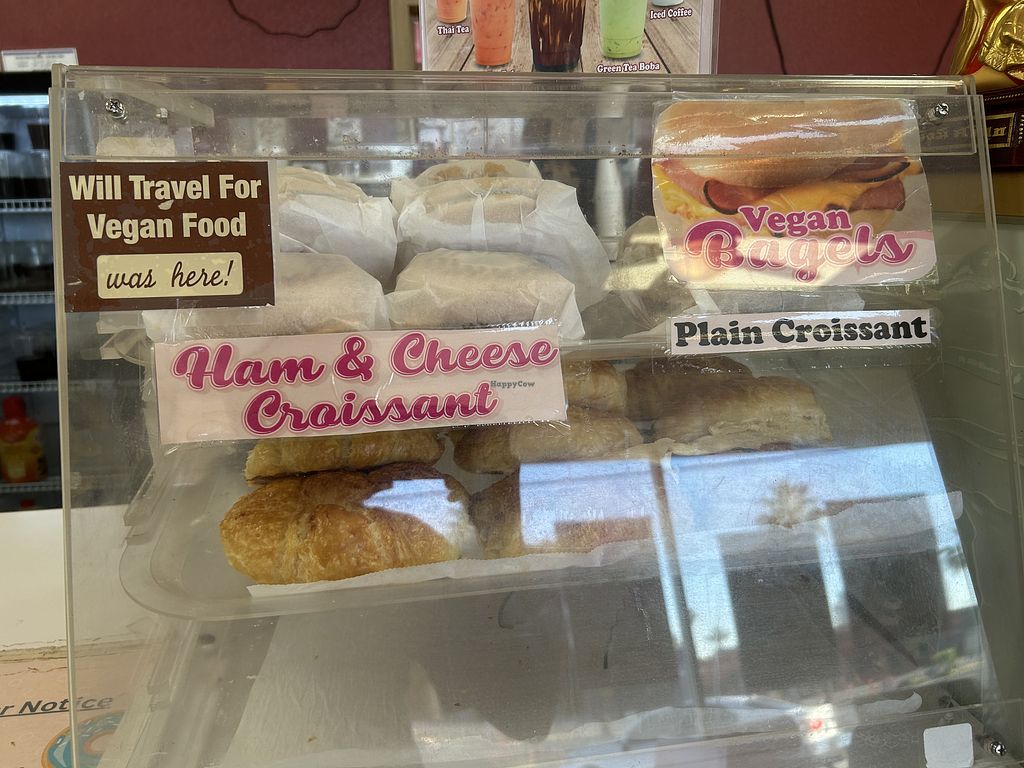 Thai Tea
Iced Coffee
Green Tea Boba
Will Travel For
Vegan Food
was here!
Vegan
Bagels
Plain Croissant
Ham & Cheese
Croissant
HappyCow
Notice